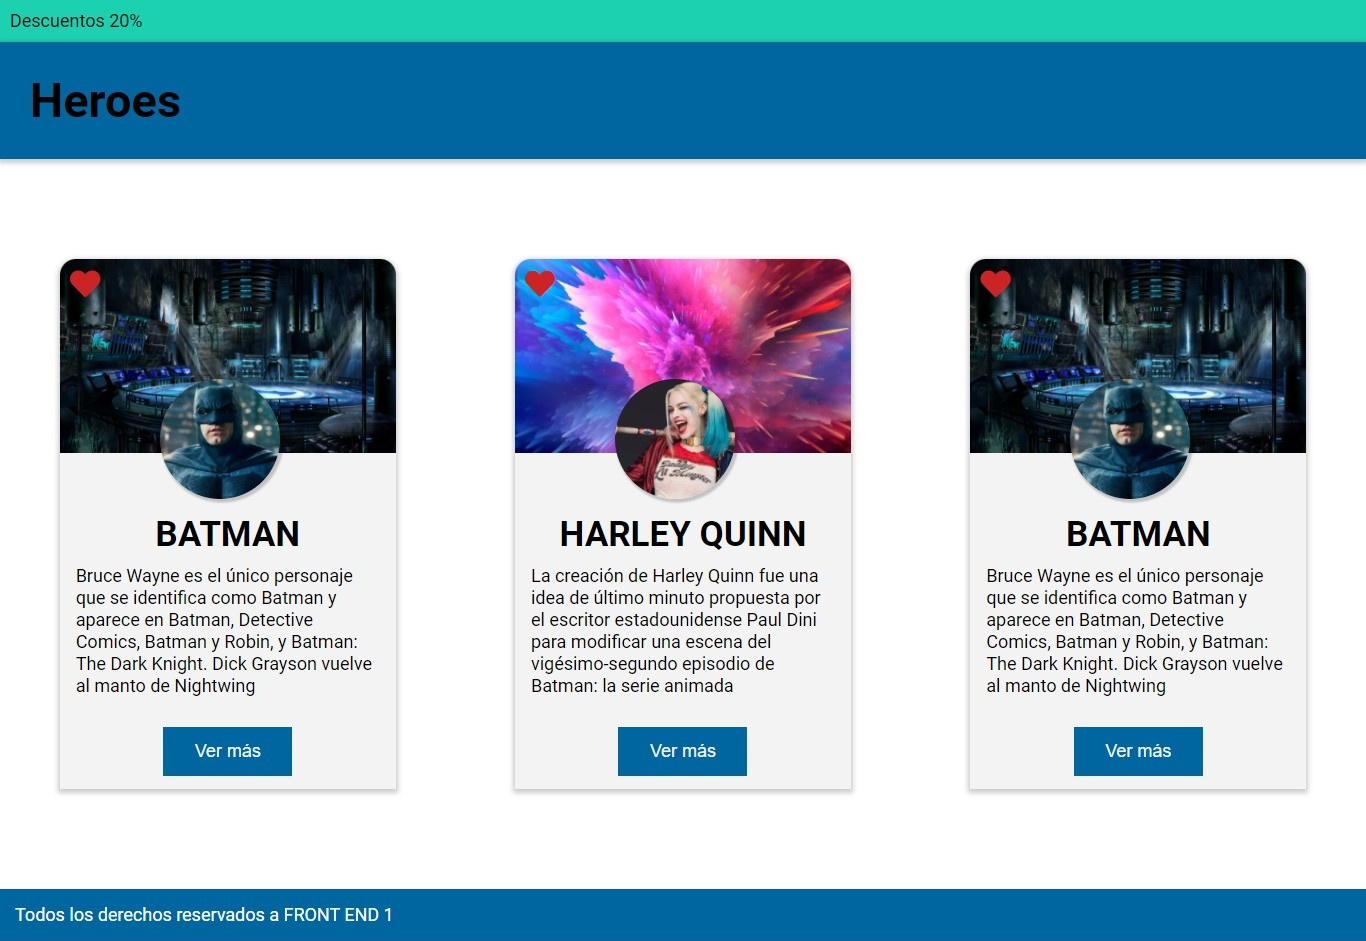 Descuentos 20%
Heroes
BATMAN
Bruce Wayne es el único personaje
que se identifica como Batman y
aparece en Batman, Detective
Comics, Batman y Robin, y Batman:
The Dark Knight. Dick Grayson vuelve
al manto de Nightwing
Ver más
HARLEY QUINN
La creación de Harley Quinn fue una
idea de último minuto propuesta por
el escritor estadounidense Paul Dini
para modificar una escena del
vigésimo-segundo episodio de
Batman: la serie animada
Ver más
BATMAN
Bruce Wayne es el único personaje
que se identifica como Batman y
aparece en Batman, Detective
Comics, Batman y Robin, y Batman:
The Dark Knight. Dick Grayson vuelve
al manto de Nightwing
Ver más
Todos los derechos reservados a FRONT END 1